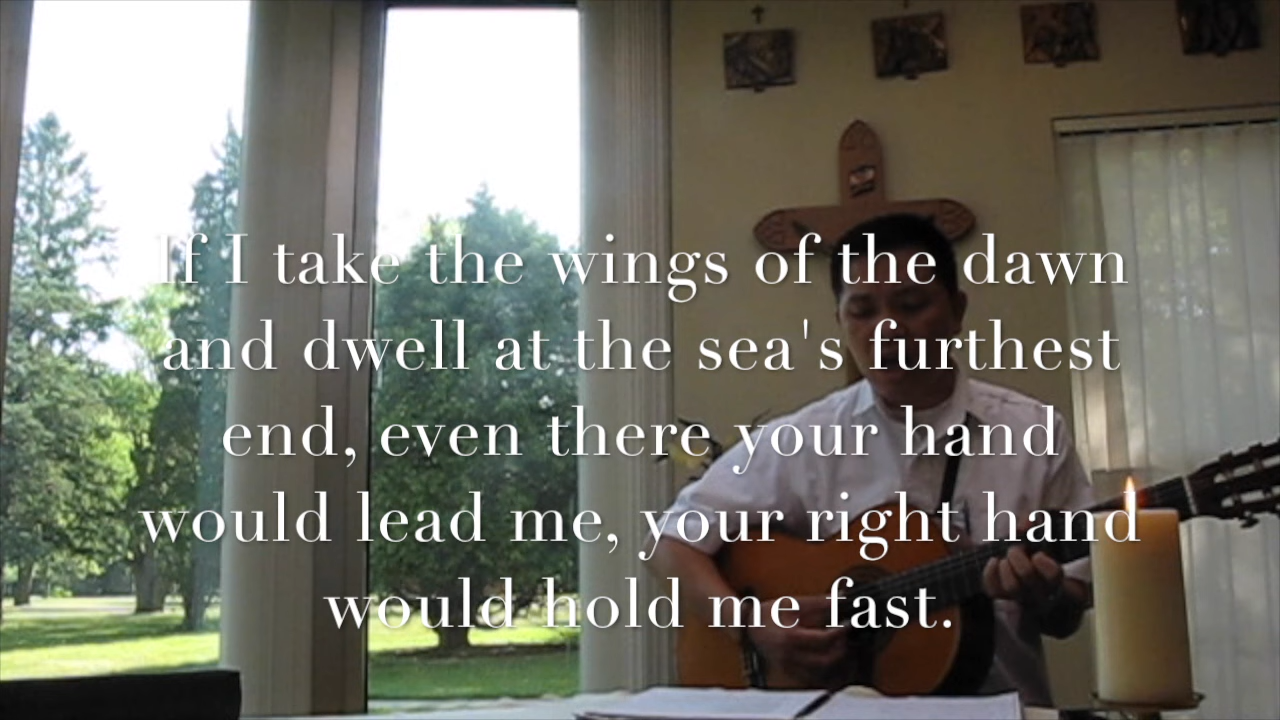 If I take the wings of the dawn
and dwell at the sea's furthest
end, even there your hand
would lead me, your right hand
would hold me fast.